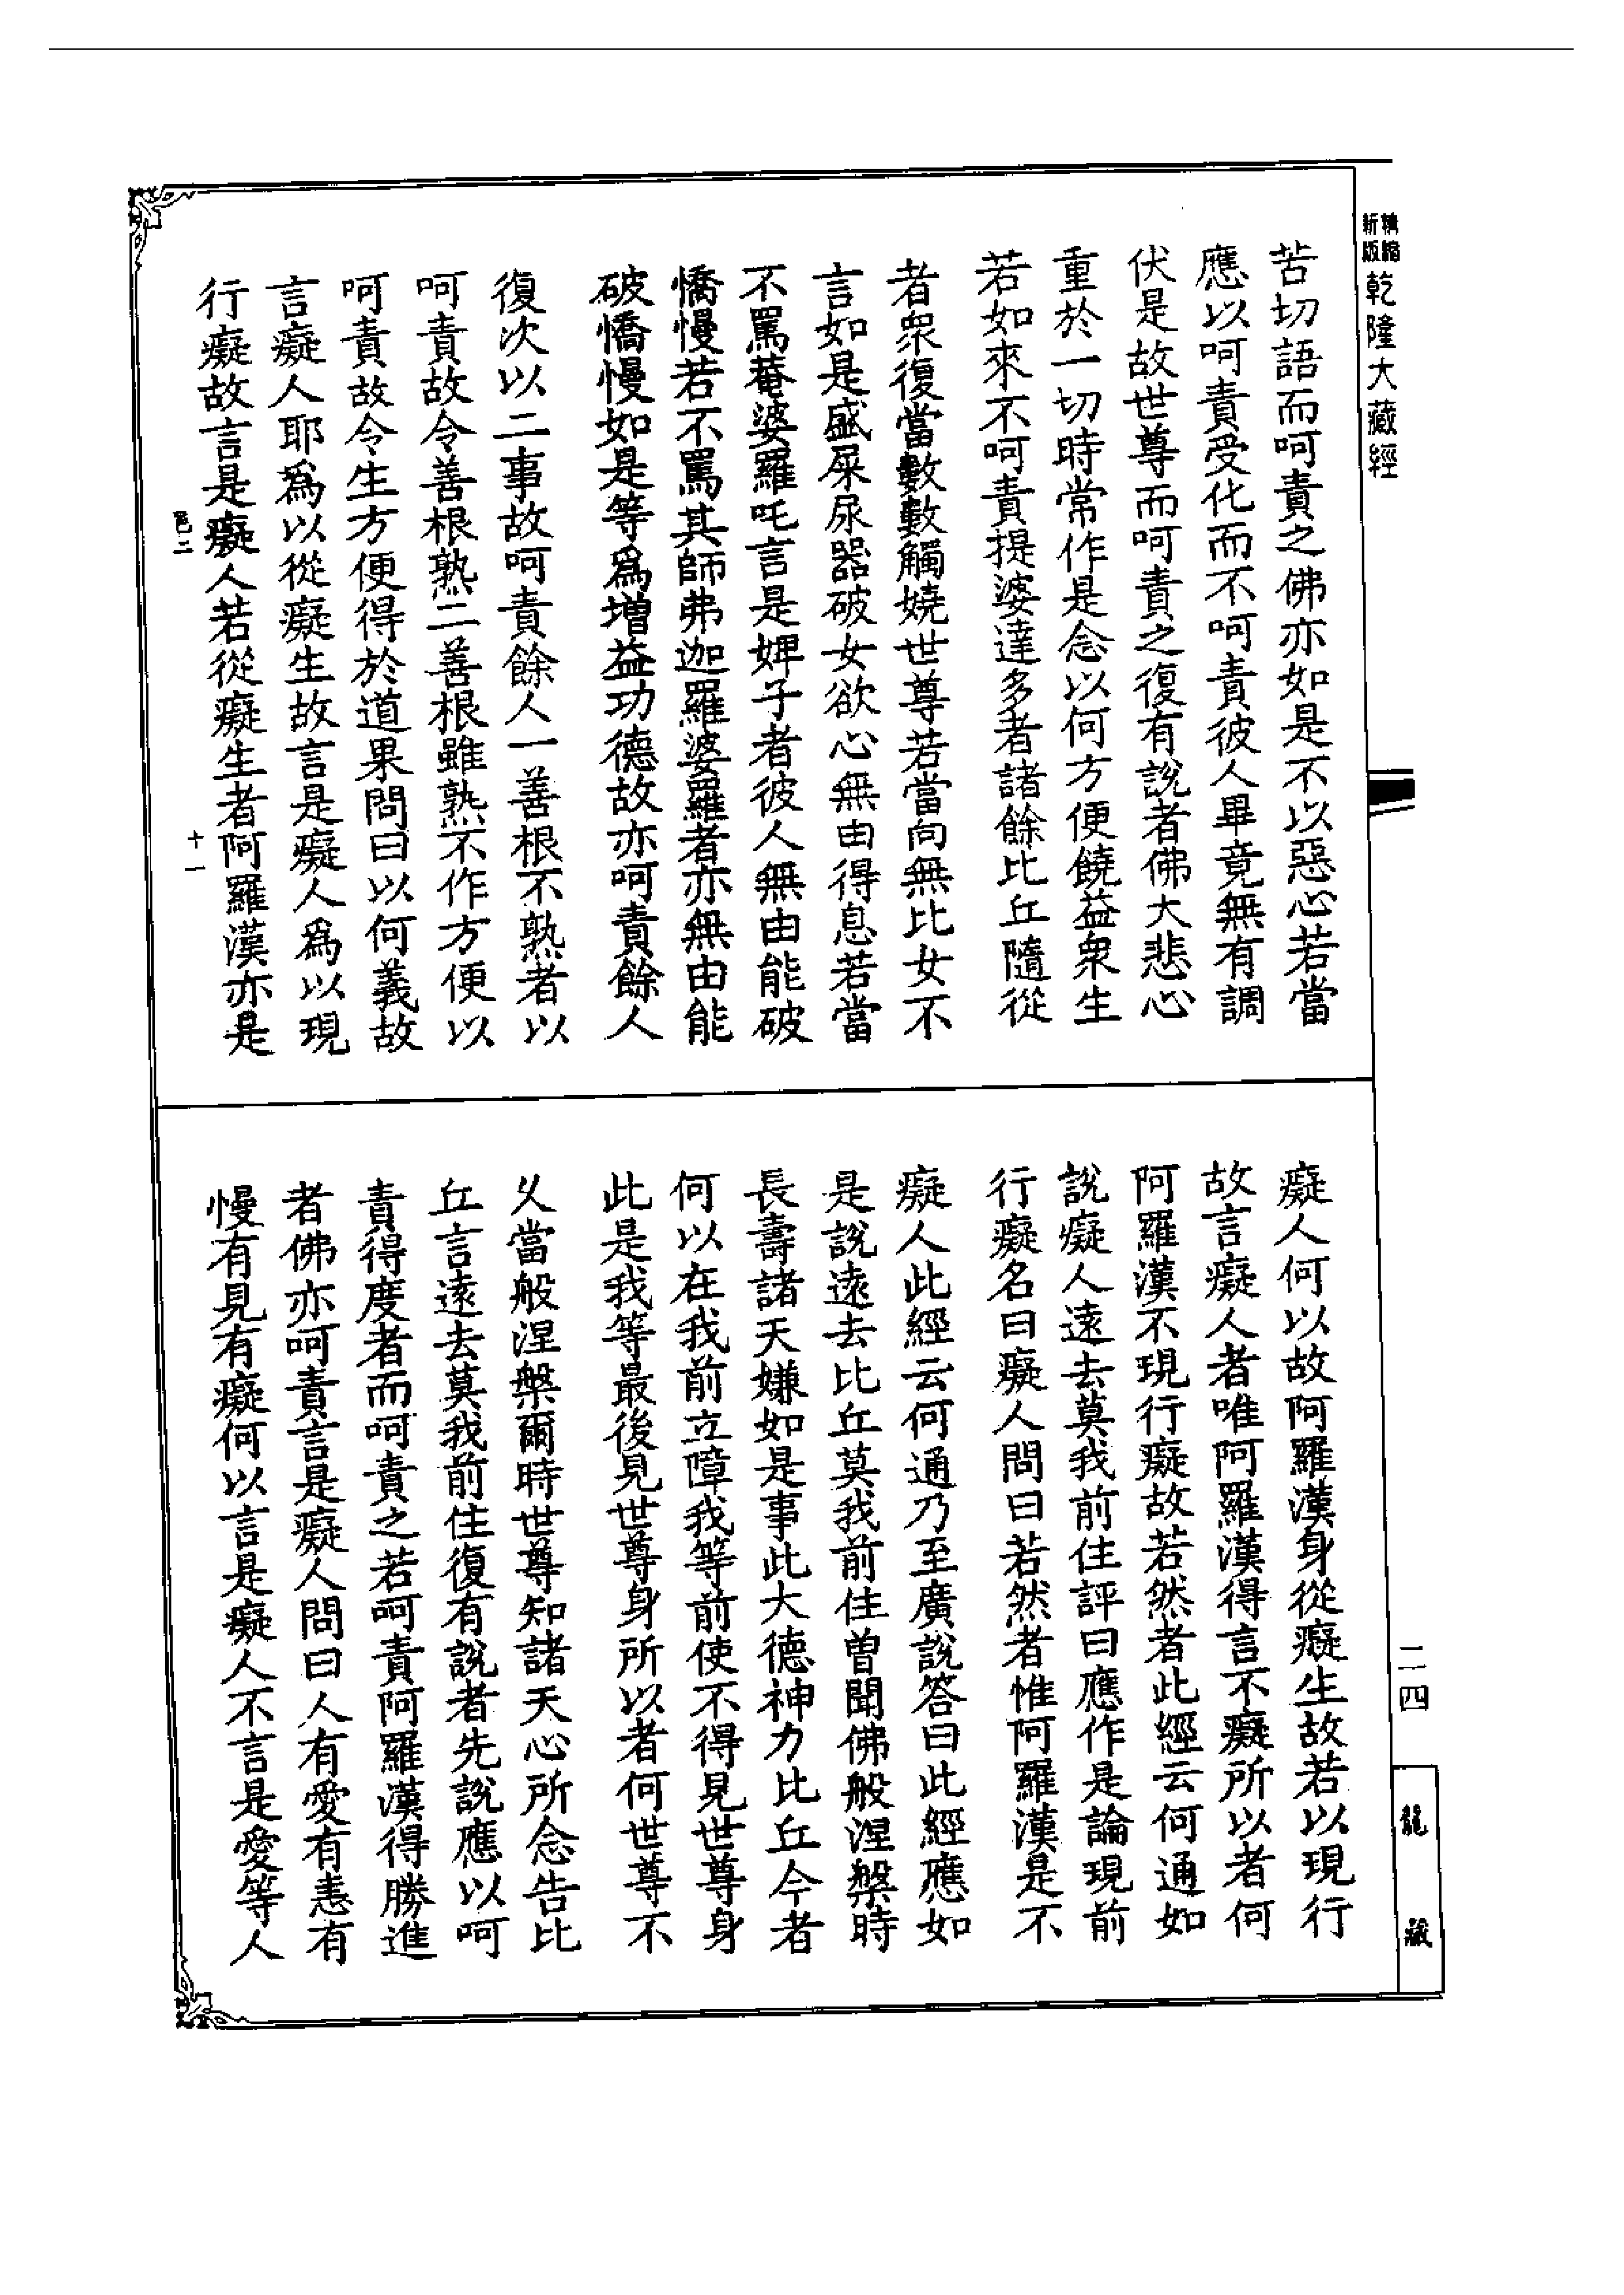 精縮新版乾隆大藏經
苦切語而呵責之佛亦如是不以惡心若當
應以呵責受化而不呵責彼人畢竟無有調
伏是故世尊而呵責之復有說者佛大悲心
重於一切時常作是念以何方便饒益衆生
若如來不呵責提婆達多者諸餘比丘隨從
者衆復當數數觸嬈世尊若當向無比女不
言如是盛屎尿器破女欲心無由得息若當
不罵菴婆羅吒言是婢子者彼人無由能破
憍慢若不罵其師弗迦羅婆羅者亦無由能
破憍慢如是等爲增益功德故亦呵責餘人
復次以二事故呵責餘人一善根不熟者以
呵責故令善根熟二善根雖熟不作方便以
呵責故令生方便得於道果問曰以何義故
言癡人耶爲以從癡生故言是癡人爲以現
行癡故言是癡人若從癡生者阿羅漢亦是
邑二
十一
癡人何以故阿羅漢身從癡生故若以現行
故言癡人者唯阿羅漢得言不癡所以者何
阿羅漢不現行癡故若然者此經云何通如
說癡人遠去莫我前住評曰應作是論現前
行癡名曰癡人問曰若然者惟阿羅漢是不
癡人此經云何通乃至廣說答曰此經應如
是說遠去比丘莫我前住曾聞佛般涅槃時
長壽諸天嫌如是事此大德神力比丘今者
何以在我前立障我等前使不得見世尊身
此是我等最後見世尊身所以者何世尊不
乆當般涅槃爾時世尊知諸天心所念告比
丘言遠去莫我前住復有說者先說應以呵
責得度者而呵責之若呵責阿羅漢得勝進
者佛亦呵責言是癡人問曰人有愛有恚有
慢有見有癡何以言是癡人不言是愛等人
二四
龍藏